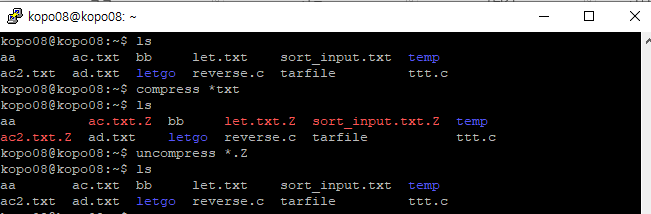 kopo08@kopo08: ~
kopo08@kopo08:~$ ls
aa ac.txt bb let.txt sort_input.txt temp
ac2.txt ad.txt letgo reverse.c tarfile ttt.c
kopo08@kopo08:~$ compress *txt
kopo08@kopo08:~$ ls
aa ac.txt.Z bb let.txt.Z sort_input.txt.Z temp
ac2.txt.Z ad.txt letgo reverse.c tarfile ttt.c
kopo08@kopo08:~$ uncompress *.Z
kopo08@kopo08:~$ ls
aa ac.txt bb let.txt sort_input.txt temp
ac2.txt ad.txt letgo reverse.c tarfile ttt.c